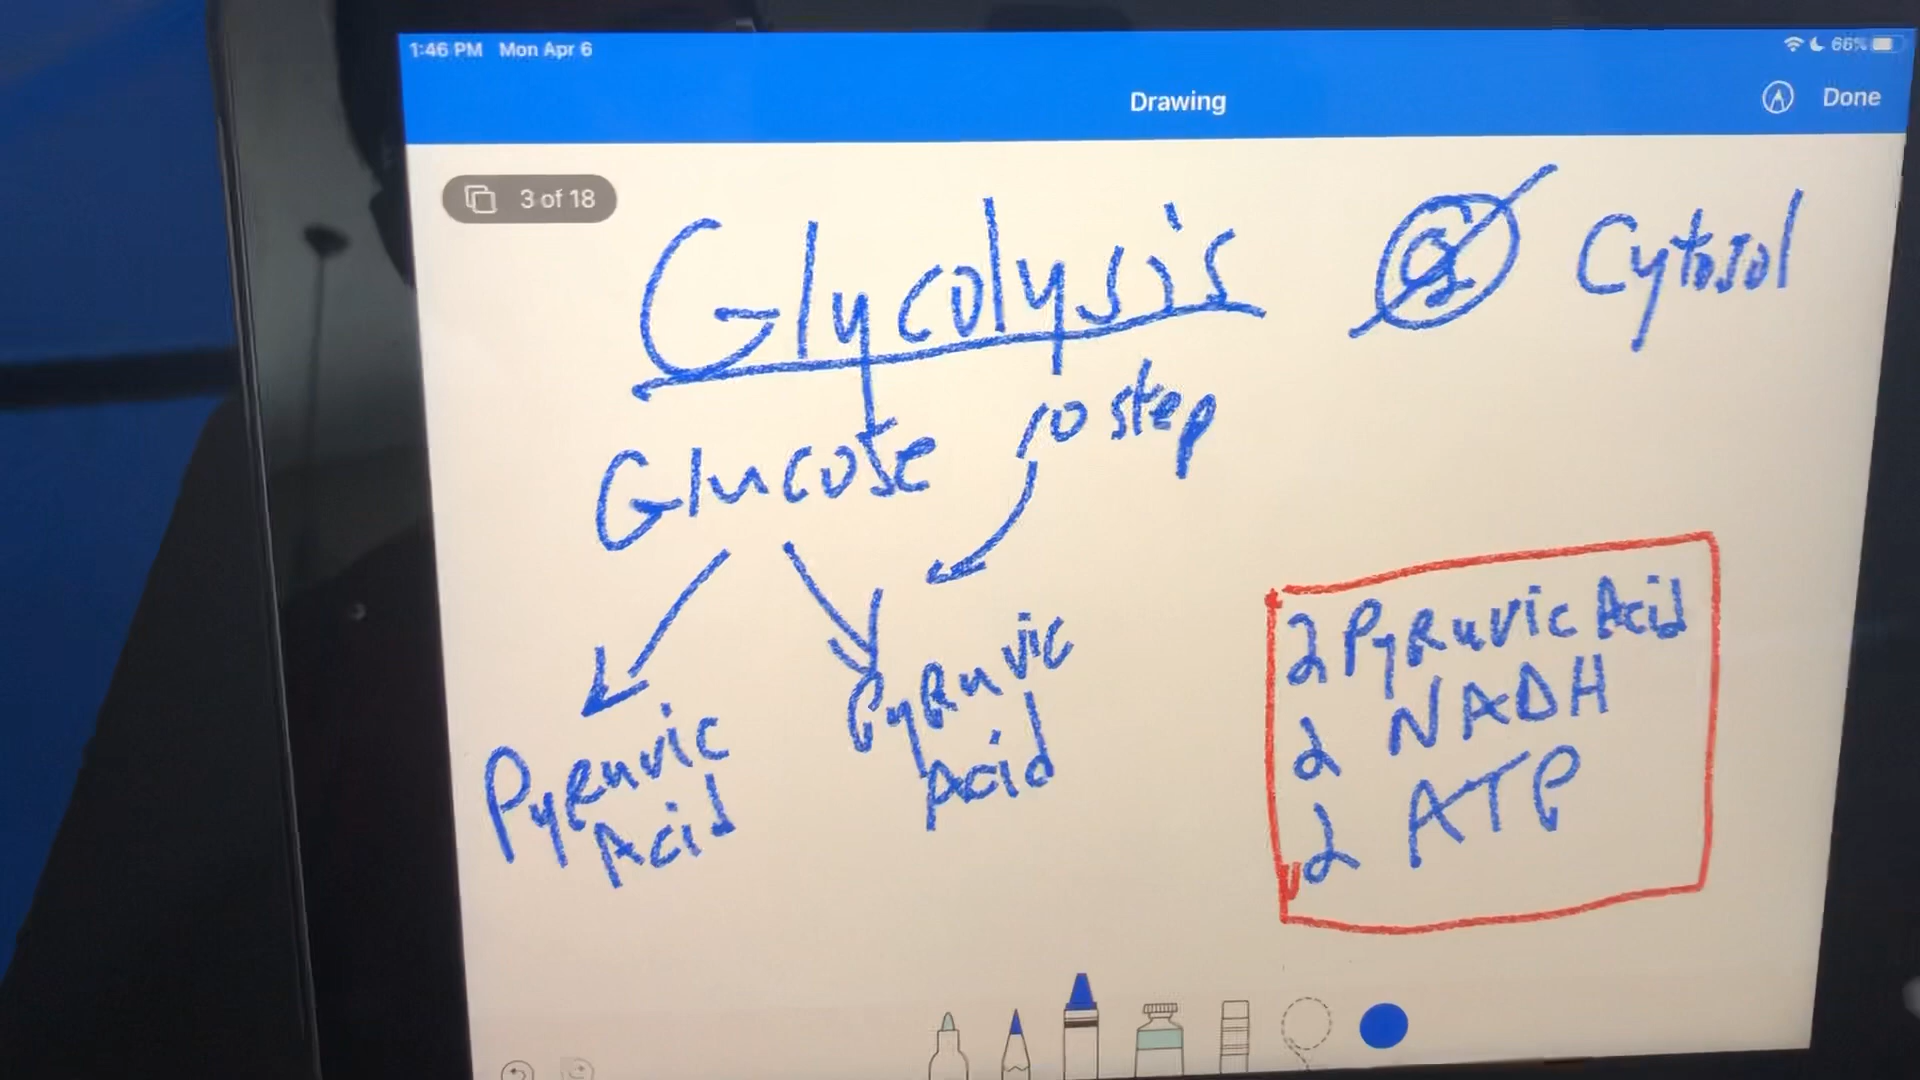 1:46 PM Mon Apr 6
66%
Drawing
Done
3 of 18
Glycolysis
Cytosol
10 step
Glucose
Pyruvic
Acid
Pyruvic
Acid
2 Pyruvic Acid
2 NADH
2 ATP